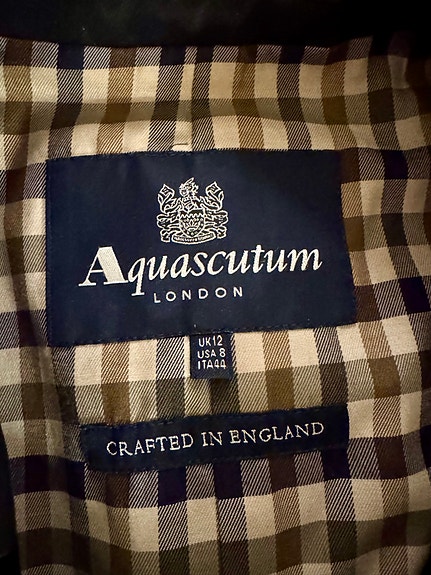 Aquascutum
LONDON
UK12
USA 8
ITA44
CRAFTED IN ENGLAND